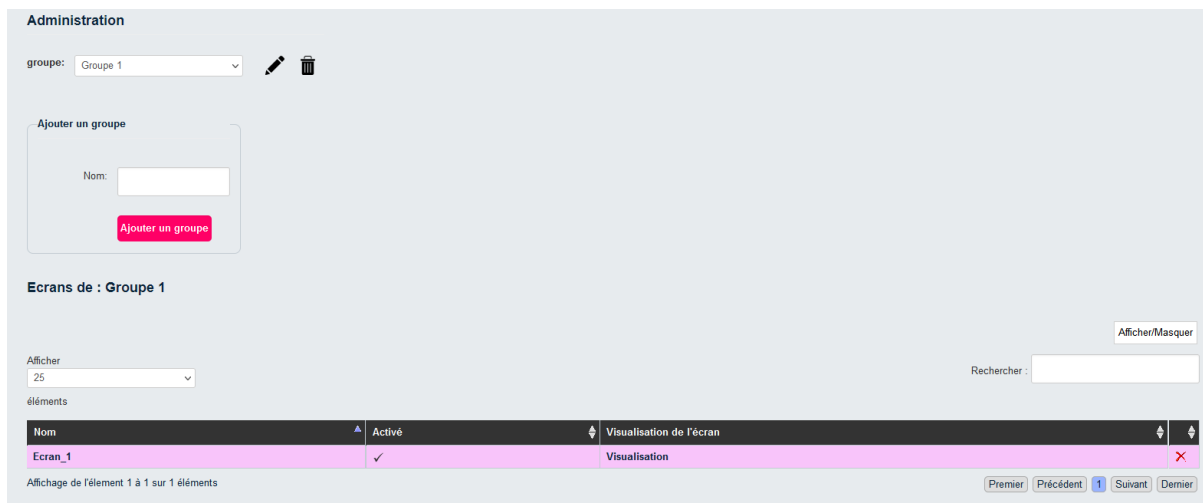 Administration
groupe: Groupe 1
Ajouter un groupe
Nom:
Ajouter un groupe
Ecrans de : Groupe 1
Afficher/Masquer
Afficher
25
Rechercher :
éléments
Nom Activé Visualisation de l'écran
Ecran_1 ✓ Visualisation
Affichage de l'élement 1 à 1 sur 1 éléments Premier Précédent 1 Suivant Dernier